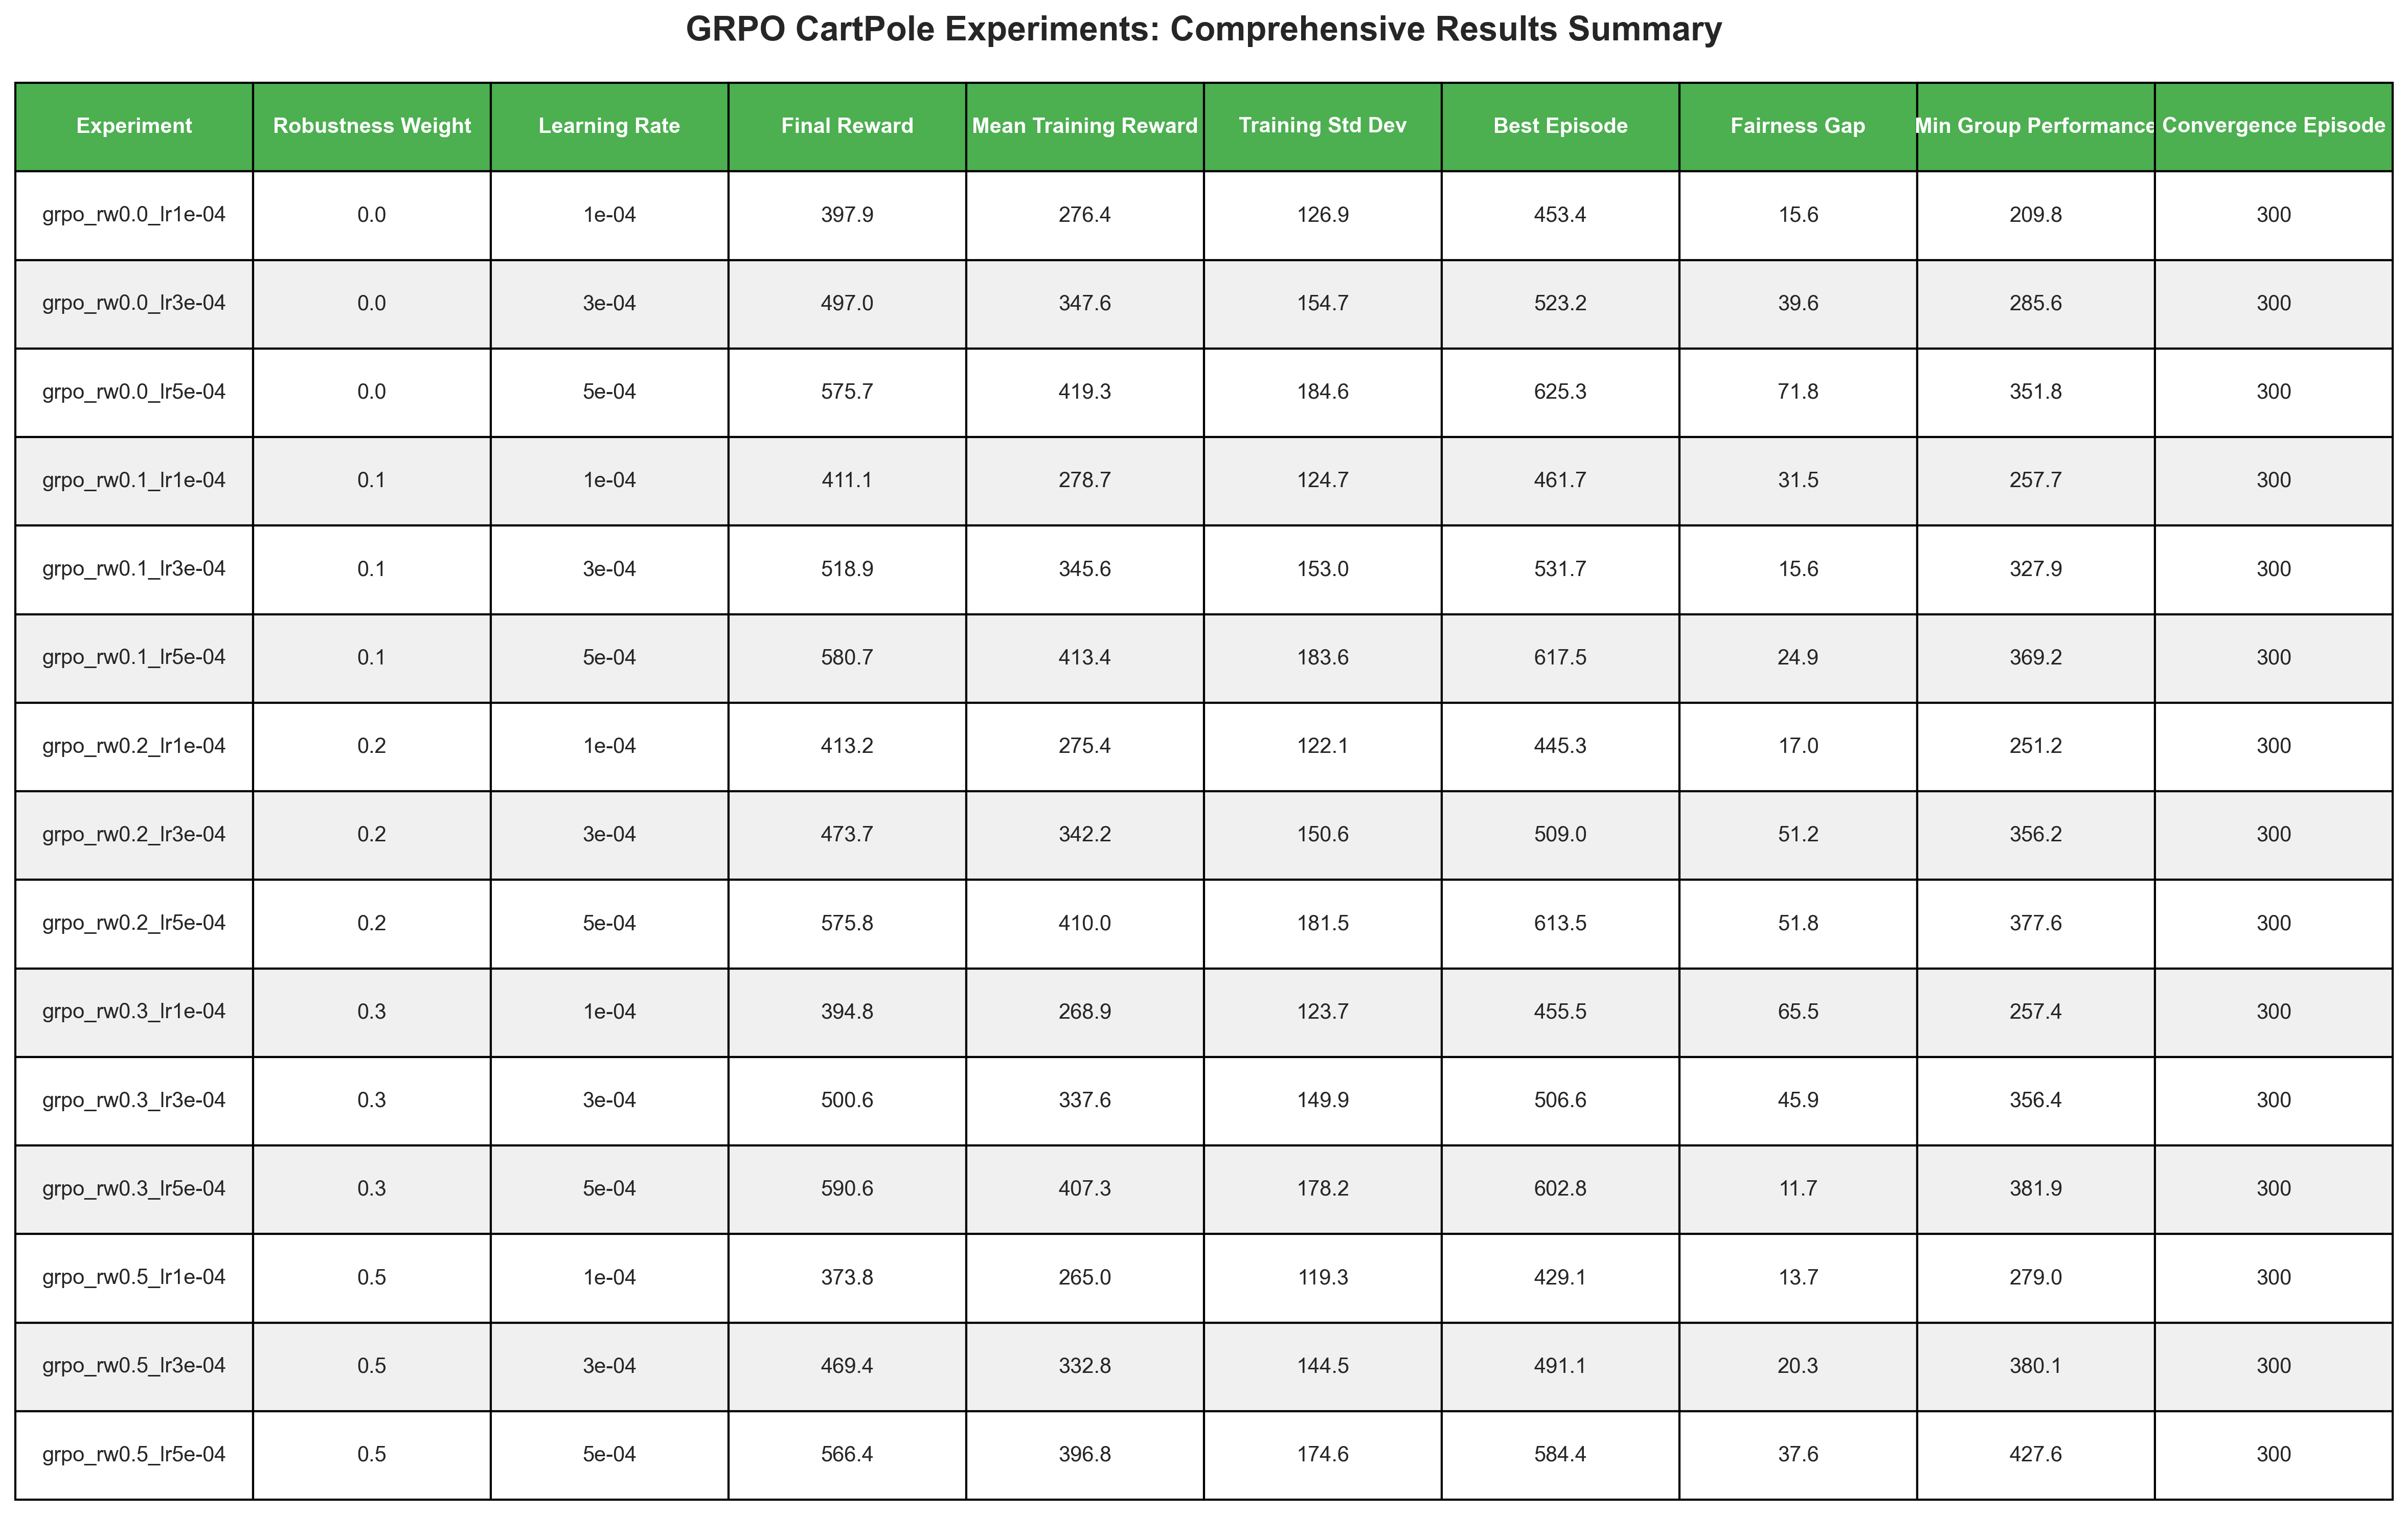 GRPO CartPole Experiments: Comprehensive Results Summary
Experiment Robustness Weight Learning Rate Final Reward Mean Training Reward Training Std Dev Best Episode Fairness Gap Min Group Performance Convergence Episode
grpo_rw0.0_lr1e-04 0.0 1e-04 397.9 276.4 126.9 453.4 15.6 209.8 300
grpo_rw0.0_lr3e-04 0.0 3e-04 497.0 347.6 154.7 523.2 39.6 285.6 300
grpo_rw0.0_lr5e-04 0.0 5e-04 575.7 419.3 184.6 625.3 71.8 351.8 300
grpo_rw0.1_lr1e-04 0.1 1e-04 411.1 278.7 124.7 461.7 31.5 257.7 300
grpo_rw0.1_lr3e-04 0.1 3e-04 518.9 345.6 153.0 531.7 15.6 327.9 300
grpo_rw0.1_lr5e-04 0.1 5e-04 580.7 413.4 183.6 617.5 24.9 369.2 300
grpo_rw0.2_lr1e-04 0.2 1e-04 413.2 275.4 122.1 445.3 17.0 251.2 300
grpo_rw0.2_lr3e-04 0.2 3e-04 473.7 342.2 150.6 509.0 51.2 356.2 300
grpo_rw0.2_lr5e-04 0.2 5e-04 575.8 410.0 181.5 613.5 51.8 377.6 300
grpo_rw0.3_lr1e-04 0.3 1e-04 394.8 268.9 123.7 455.5 65.5 257.4 300
grpo_rw0.3_lr3e-04 0.3 3e-04 500.6 337.6 149.9 506.6 45.9 356.4 300
grpo_rw0.3_lr5e-04 0.3 5e-04 590.6 407.3 178.2 602.8 11.7 381.9 300
grpo_rw0.5_lr1e-04 0.5 1e-04 373.8 265.0 119.3 429.1 13.7 279.0 300
grpo_rw0.5_lr3e-04 0.5 3e-04 469.4 332.8 144.5 491.1 20.3 380.1 300
grpo_rw0.5_lr5e-04 0.5 5e-04 566.4 396.8 174.6 584.4 37.6 427.6 300